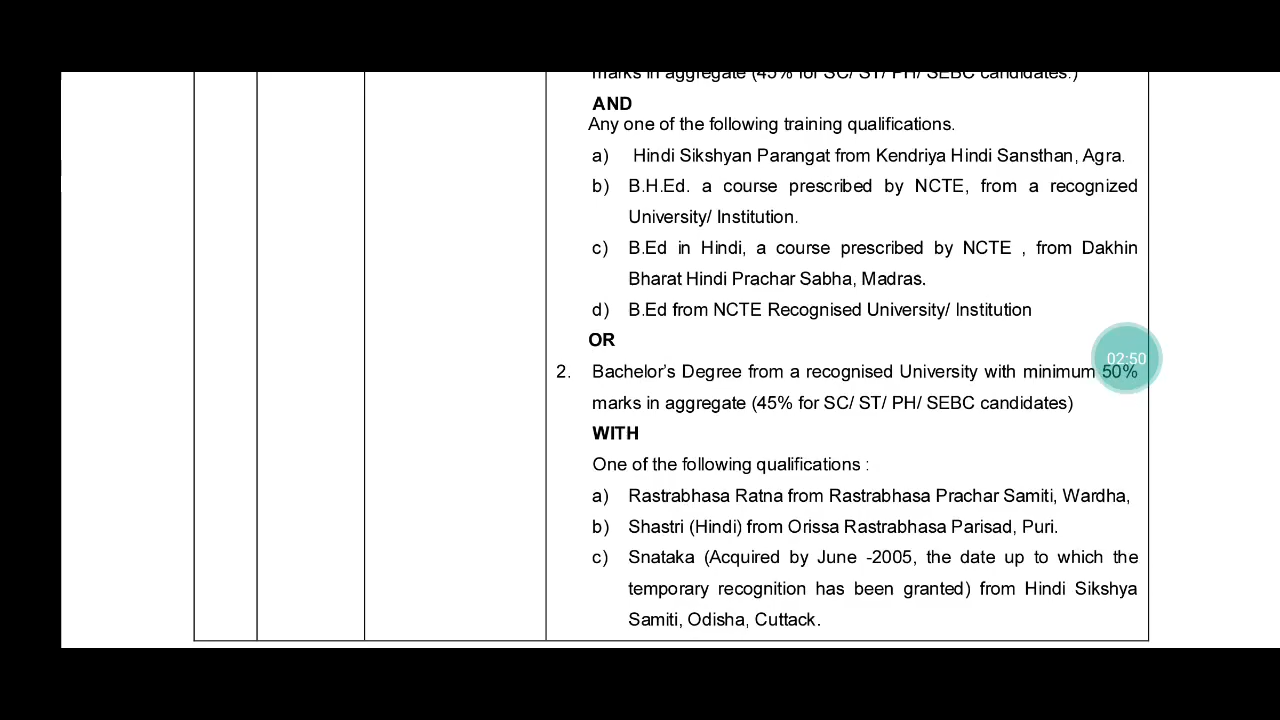 marks in aggregate (45% for SC/ ST/ PH/ SEBC candidates.)
AND
Any one of the following training qualifications.
a) Hindi Sikshyan Parangat from Kendriya Hindi Sansthan, Agra.
b) B.H.Ed. a course prescribed by NCTE, from a recognized
University/ Institution.
c) B.Ed in Hindi, a course prescribed by NCTE , from Dakhin
Bharat Hindi Prachar Sabha, Madras.
d) B.Ed from NCTE Recognised University/ Institution
OR
02:50
2. Bachelor's Degree from a recognised University with minimum 50%
marks in aggregate (45% for SC/ ST/ PH/ SEBC candidates)
WITH
One of the following qualifications :
a) Rastrabhasa Ratna from Rastrabhasa Prachar Samiti, Wardha,
b) Shastri (Hindi) from Orissa Rastrabhasa Parisad, Puri.
c) Snataka (Acquired by June -2005, the date up to which the
temporary recognition has been granted) from Hindi Sikshya
Samiti, Odisha, Cuttack.